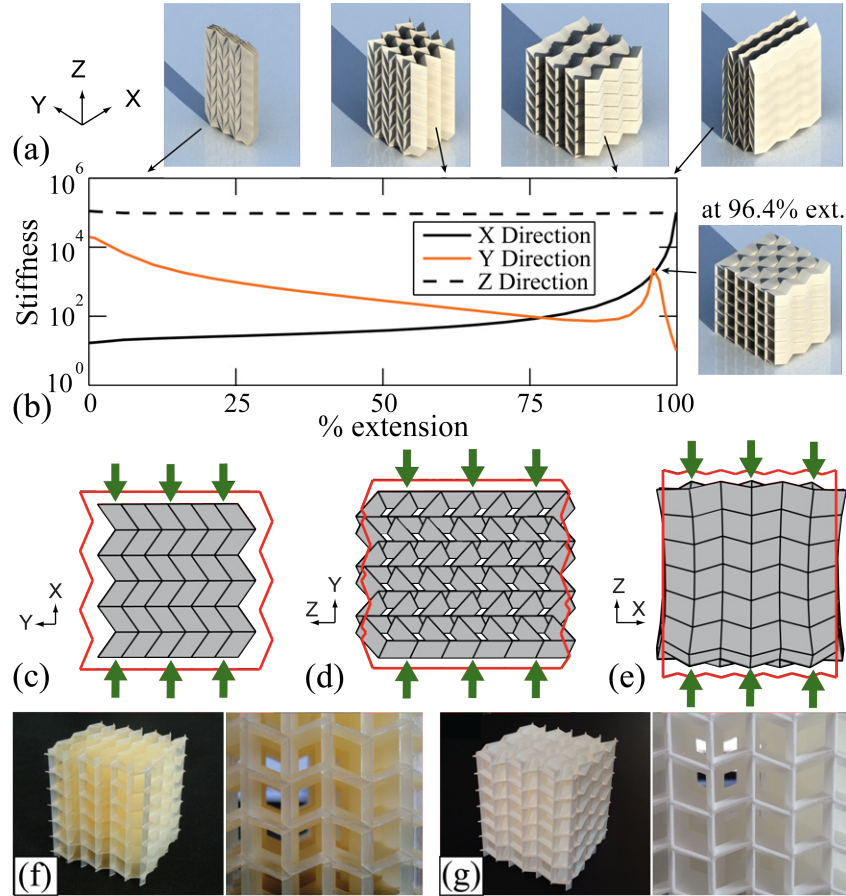 Z
Y
X
(a)
10^6
10^4
10^2
10^0
Stiffness
X Direction
Y Direction
Z Direction
at 96.4% ext.
(b)
0
25
50
75
100
% extension
X
Y
(c)
Y
Z
(d)
Z
X
(e)
(f)
(g)